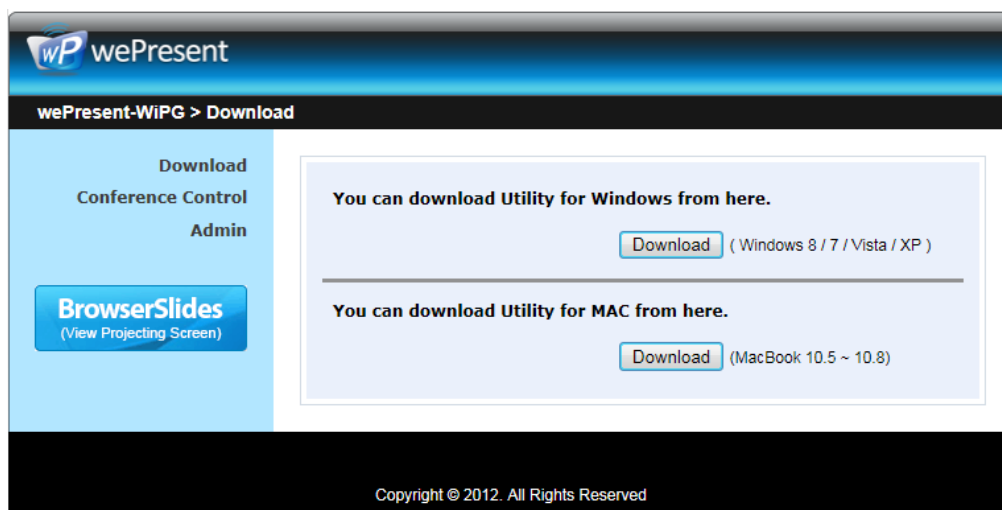 wP wePresent
wePresent-WiPG > Download
Download
Conference Control
Admin
BrowserSlides
(View Projecting Screen)
You can download Utility for Windows from here.
Download ( Windows 8 / 7 / Vista / XP )
You can download Utility for MAC from here.
Download (MacBook 10.5 ~ 10.8)
Copyright © 2012. All Rights Reserved